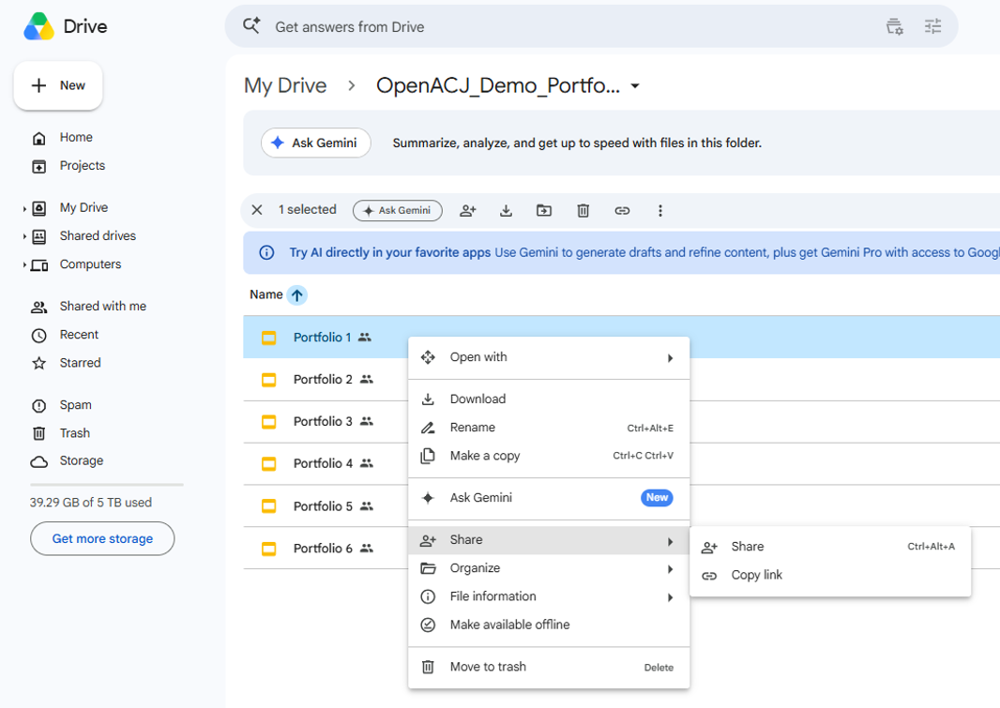 Drive
Get answers from Drive
New
My Drive > OpenACJ_Demo_Portfo...
Home
Projects
My Drive
Shared drives
Computers
Shared with me
Recent
Starred
Spam
Trash
Storage
39.29 GB of 5 TB used
Get more storage
Ask Gemini
Summarize, analyze, and get up to speed with files in this folder.
1 selected
Ask Gemini
Try AI directly in your favorite apps Use Gemini to generate drafts and refine content, plus get Gemini Pro with access to Googl
Name
Portfolio 1
Portfolio 2
Portfolio 3
Portfolio 4
Portfolio 5
Portfolio 6
Open with
Download
Rename Ctrl+Alt+E
Make a copy Ctrl+C Ctrl+V
Ask Gemini New
Share
Organize
File information
Make available offline
Move to trash Delete
Share Ctrl+Alt+A
Copy link